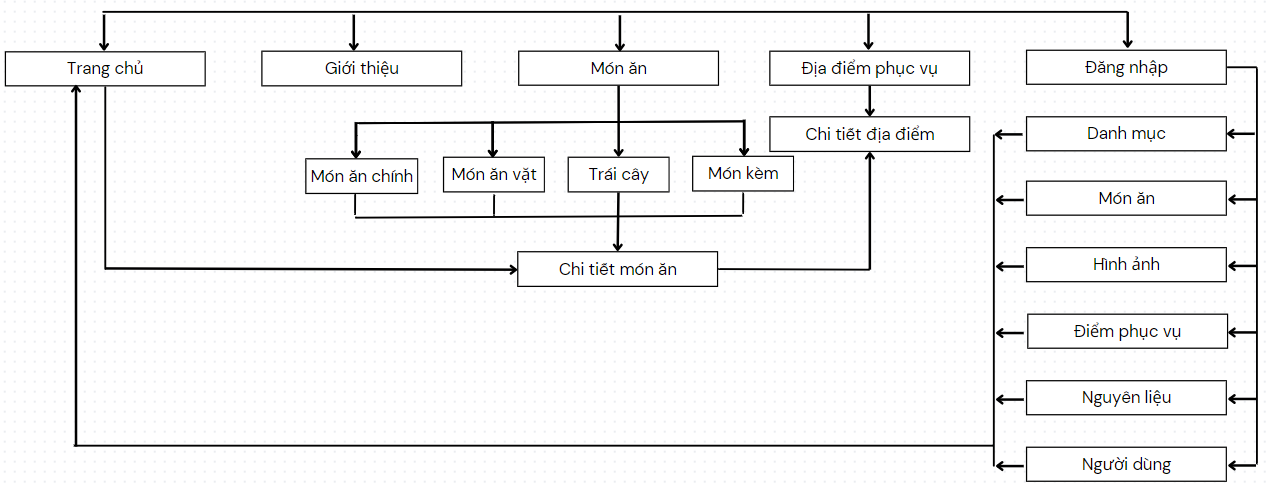 Trang chủ
Giới thiệu
Món ăn
Địa điểm phục vụ
Đăng nhập
Chi tiết địa điểm
Danh mục
Món ăn chính
Món ăn vặt
Trái cây
Món kèm
Món ăn
Chi tiết món ăn
Hình ảnh
Điểm phục vụ
Nguyên liệu
Người dùng